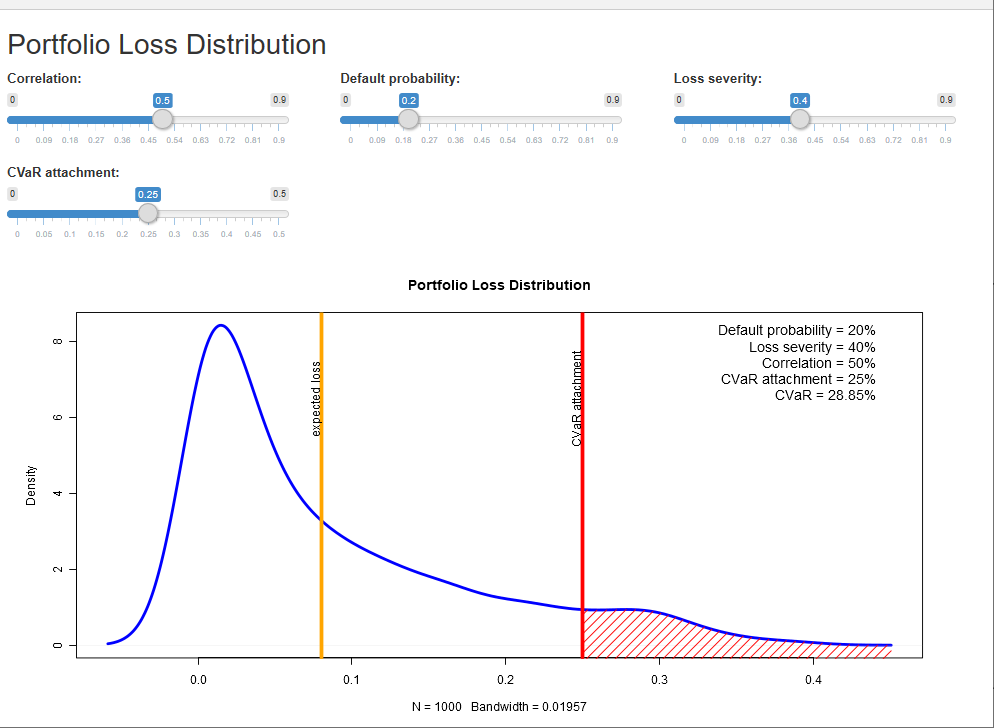 Portfolio Loss Distribution
Correlation: Default probability: Loss severity:
0 0.5 0.9 0 0.2 0.9 0 0.4 0.9
0 0.09 0.18 0.27 0.36 0.45 0.54 0.63 0.72 0.81 0.9 0 0.09 0.18 0.27 0.36 0.45 0.54 0.63 0.72 0.81 0.9 0 0.09 0.18 0.27 0.36 0.45 0.54 0.63 0.72 0.81 0.9
CVaR attachment:
0 0.25 0.5
0 0.05 0.1 0.15 0.2 0.25 0.3 0.35 0.4 0.45 0.5
Portfolio Loss Distribution
Default probability = 20%
Loss severity = 40%
Correlation = 50%
CVaR attachment = 25%
CVaR = 28.85%
expected loss
CVaR attachment
Density
8
6
4
2
0
0.0 0.1 0.2 0.3 0.4
N = 1000 Bandwidth = 0.01957